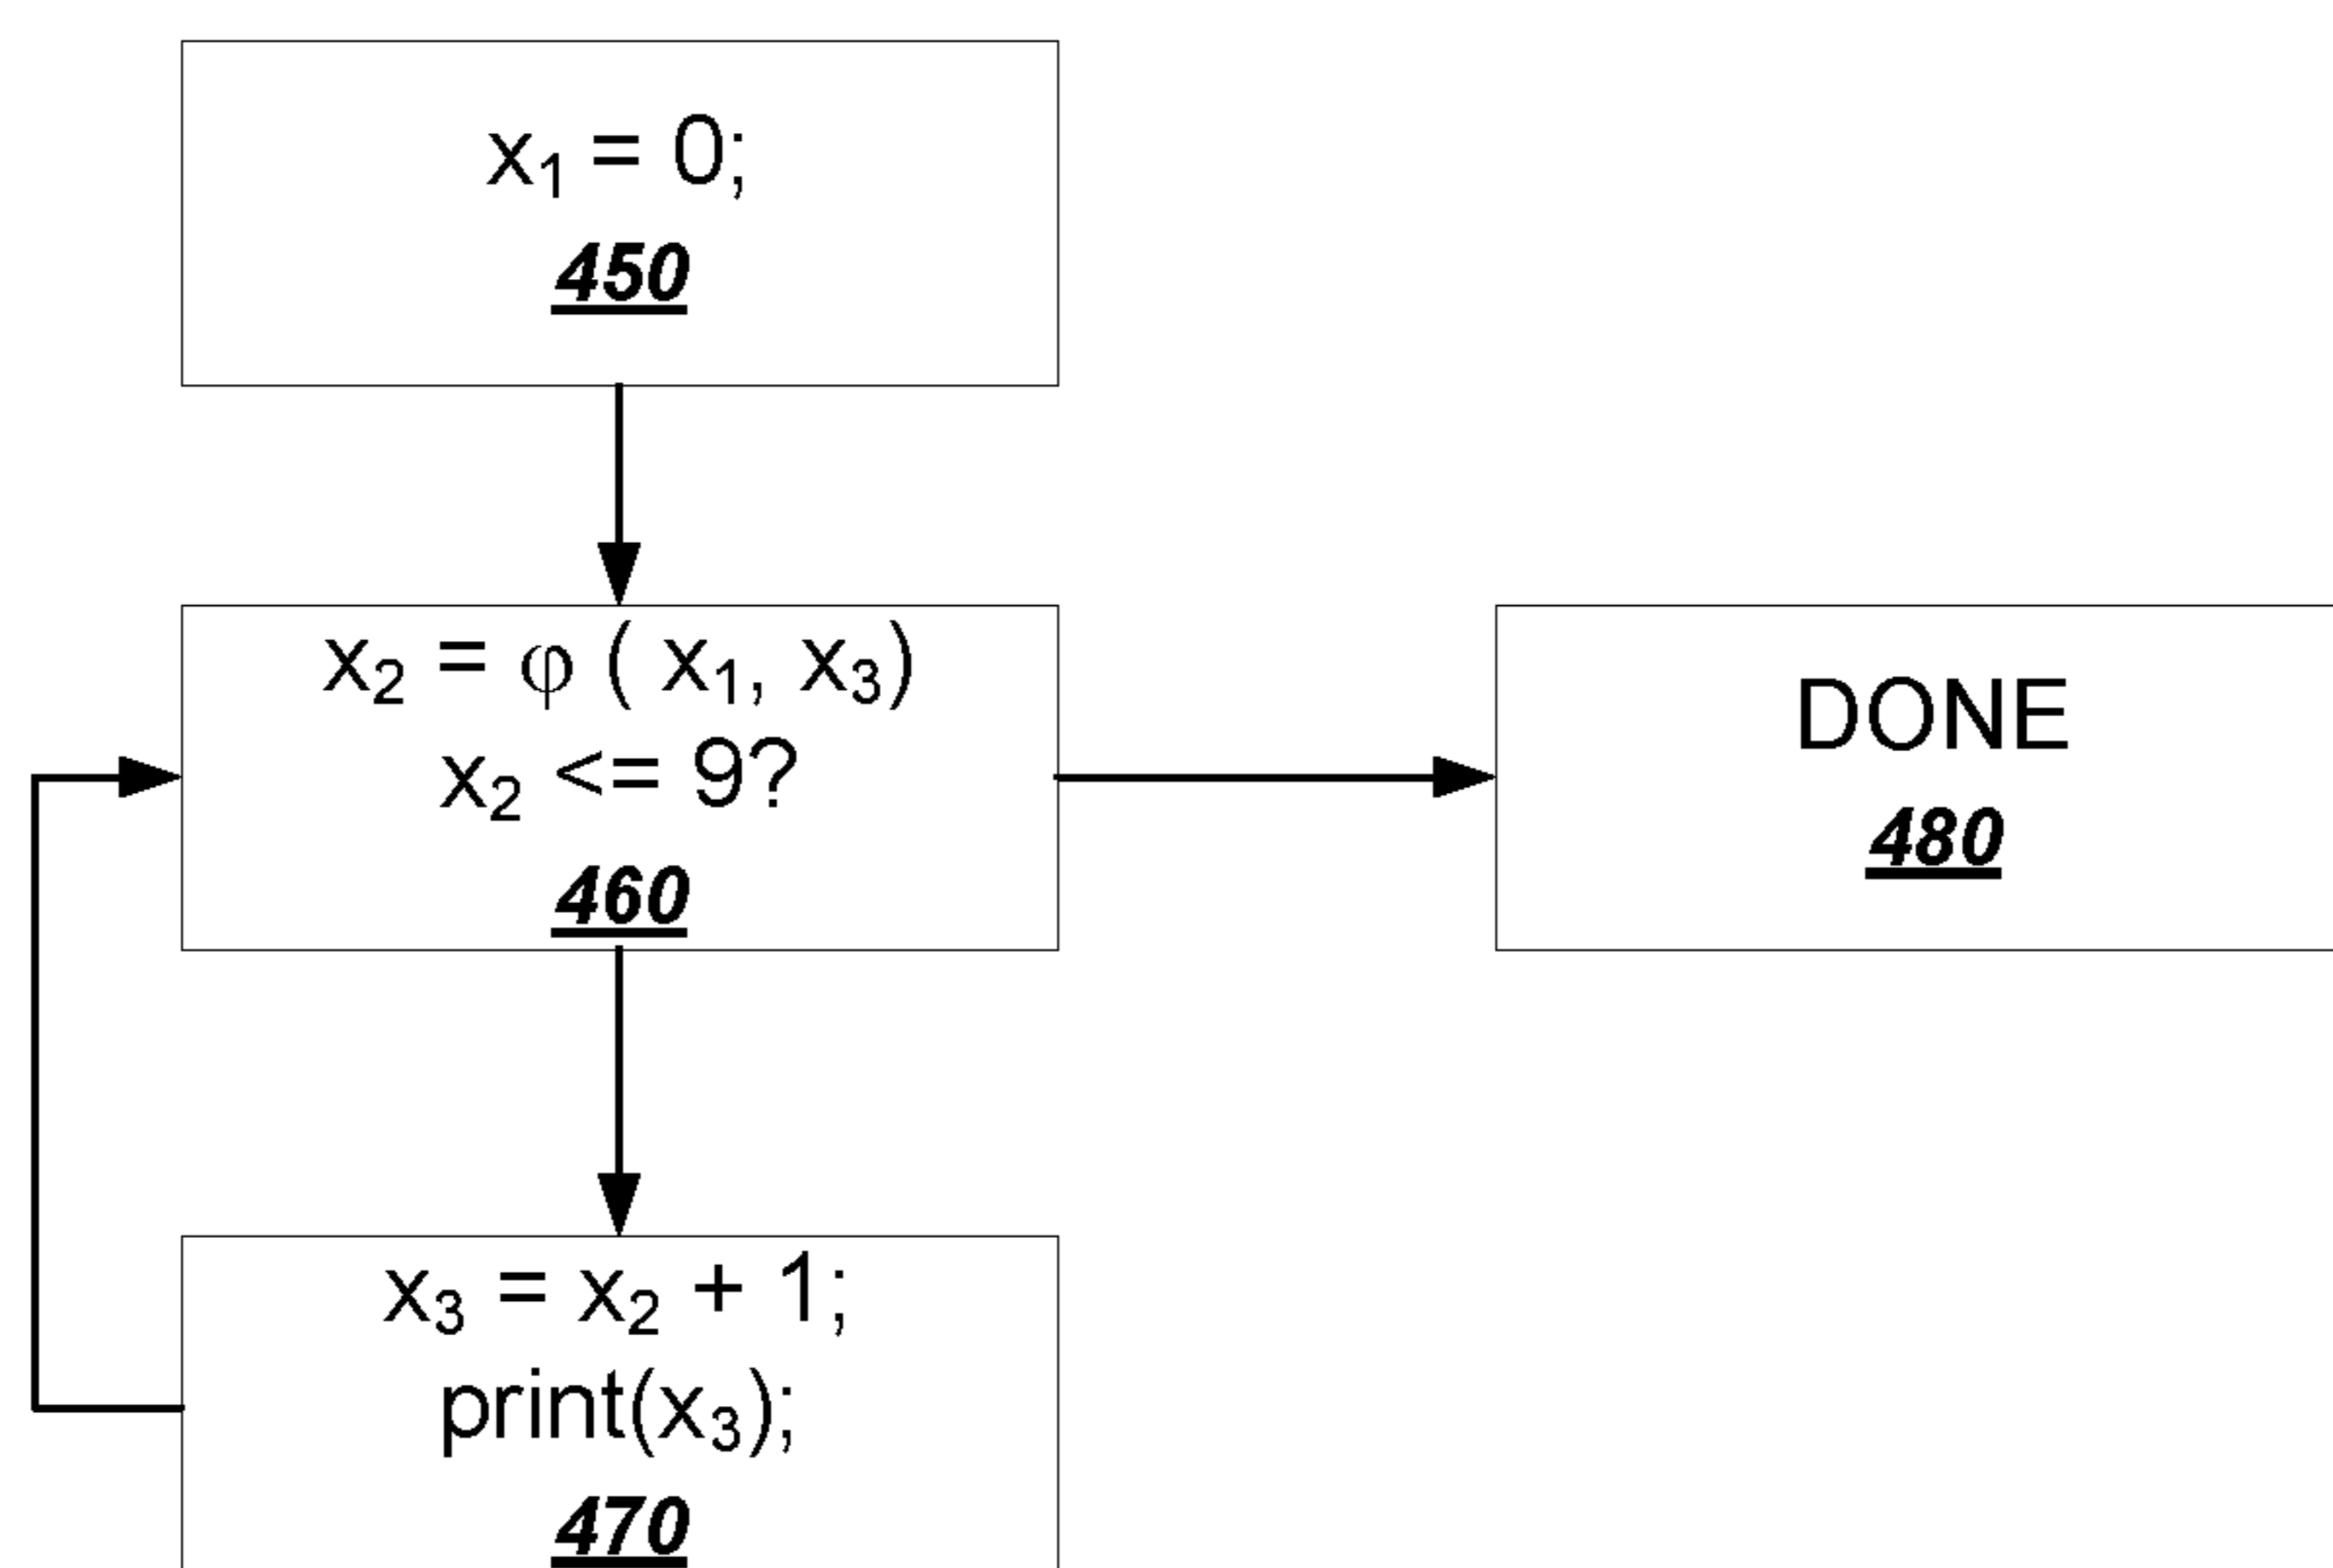 x₁ = 0;
450
x₂ = φ ( x₁, x₃)
x₂ <= 9?
460
DONE
480
x₃ = x₂ + 1;
print(x₃);
470